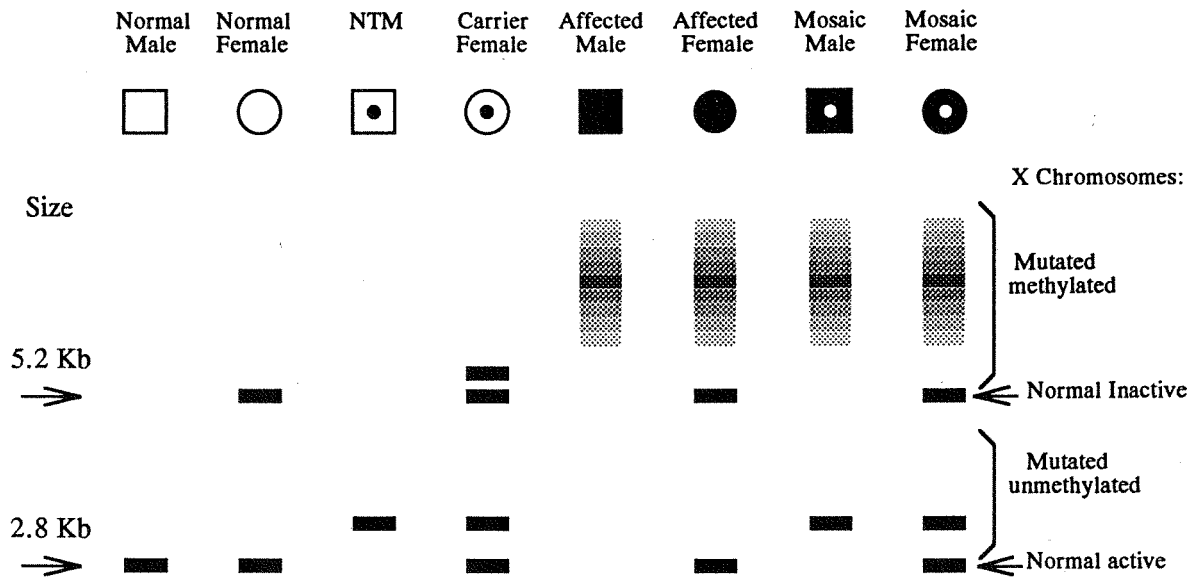 Normal Male
Normal Female
NTM
Carrier Female
Affected Male
Affected Female
Mosaic Male
Mosaic Female
X Chromosomes:
Size
Mutated
methylated
5.2 Kb
Normal Inactive
Mutated
unmethylated
2.8 Kb
Normal active